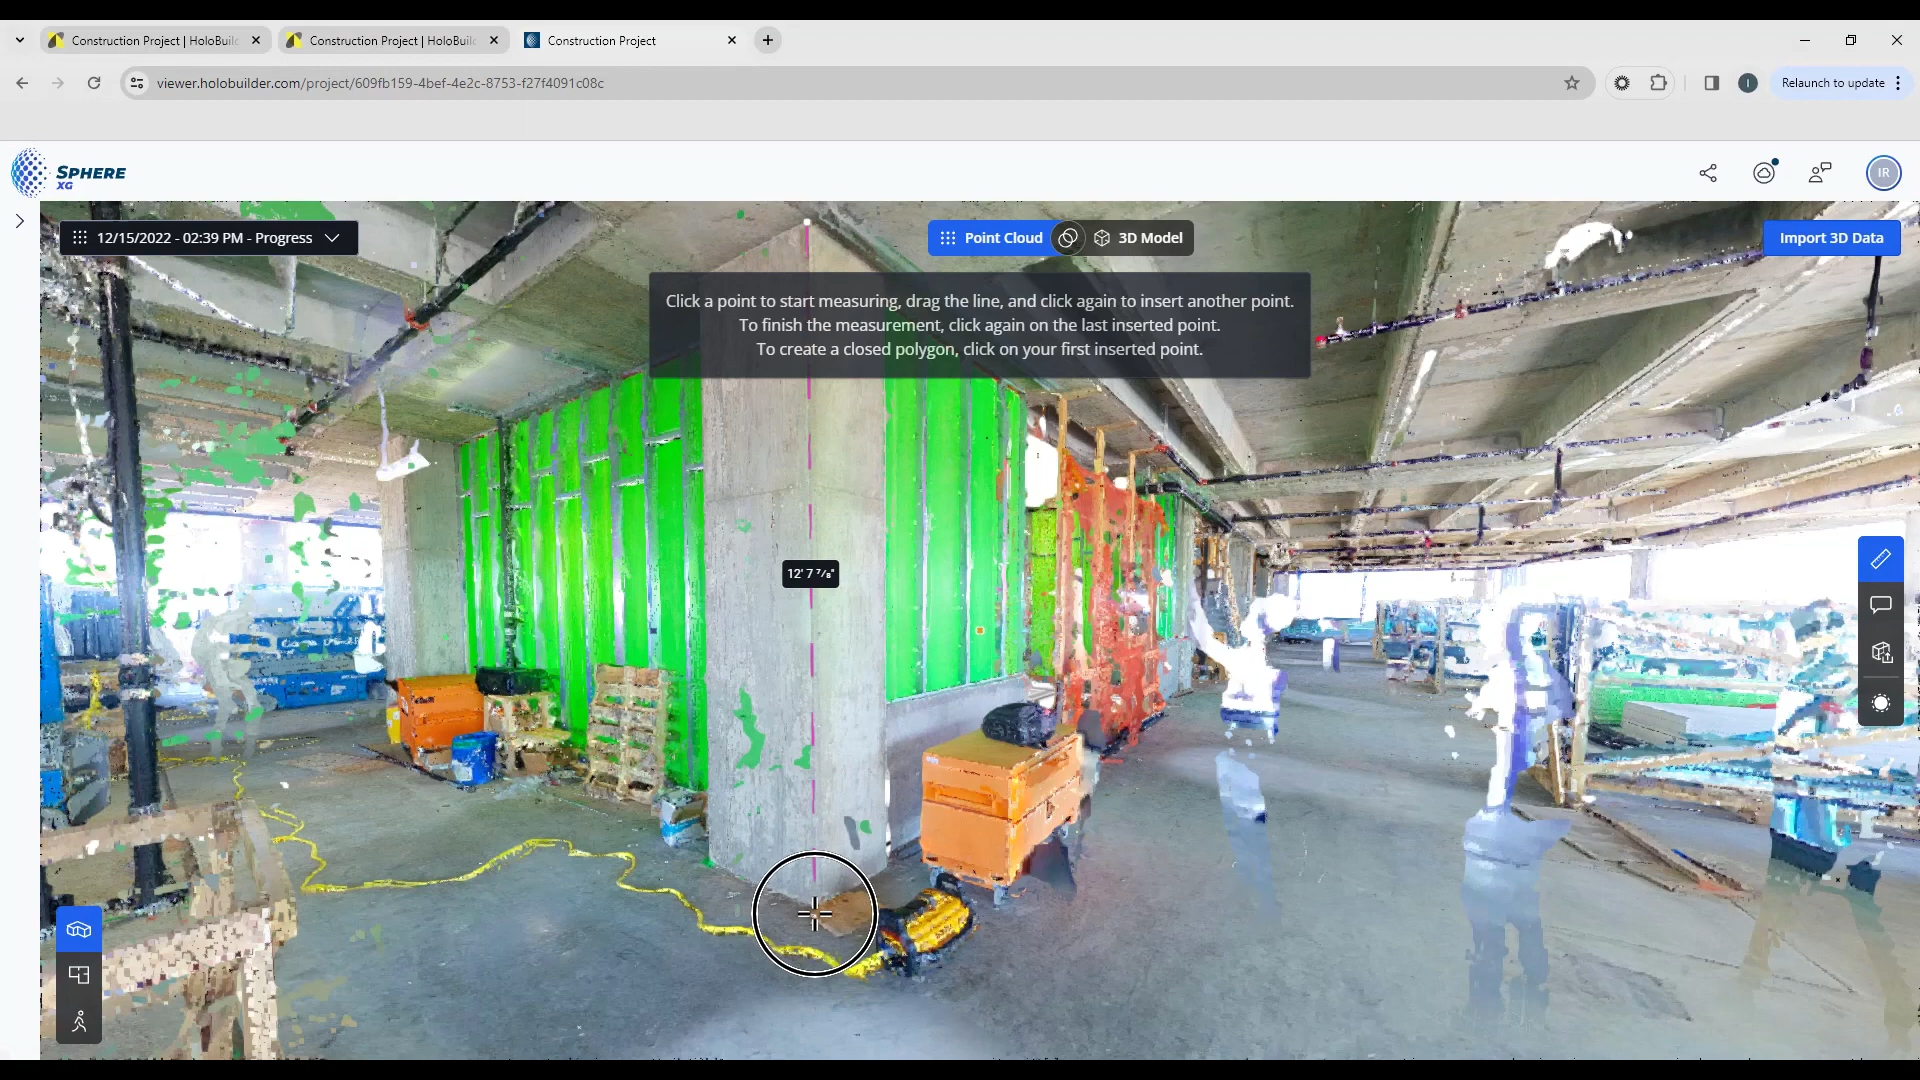 Construction Project | HoloBuild
Construction Project | HoloBuild
Construction Project
viewer.holobuilder.com/project/609fb159-4bef-4e2c-8753-f27f4091c08c
Relaunch to update
I
SPHERE
XG
IR
12/15/2022 - 02:39 PM - Progress
Point Cloud
3D Model
Import 3D Data
Click a point to start measuring, drag the line, and click again to insert another point.
To finish the measurement, click again on the last inserted point.
To create a closed polygon, click on your first inserted point.
12' 7 ⅞"